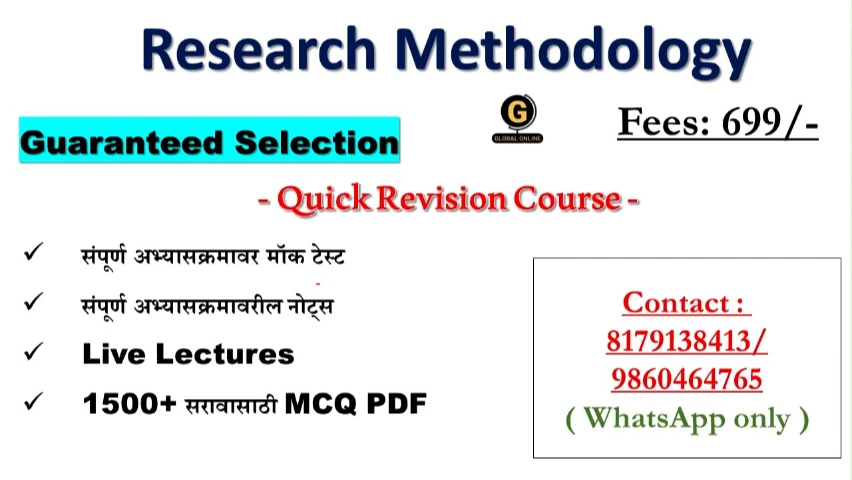 Research Methodology
G
GLOBAL ONLINE
Fees: 699/-
Guaranteed Selection
- Quick Revision Course -
✓ संपूर्ण अभ्यासक्रमावर मॉक टेस्ट
✓ संपूर्ण अभ्यासक्रमावरील नोट्स
✓ Live Lectures
✓ 1500+ सरावासाठी MCQ PDF
Contact :
8179138413/
9860464765
( WhatsApp only )